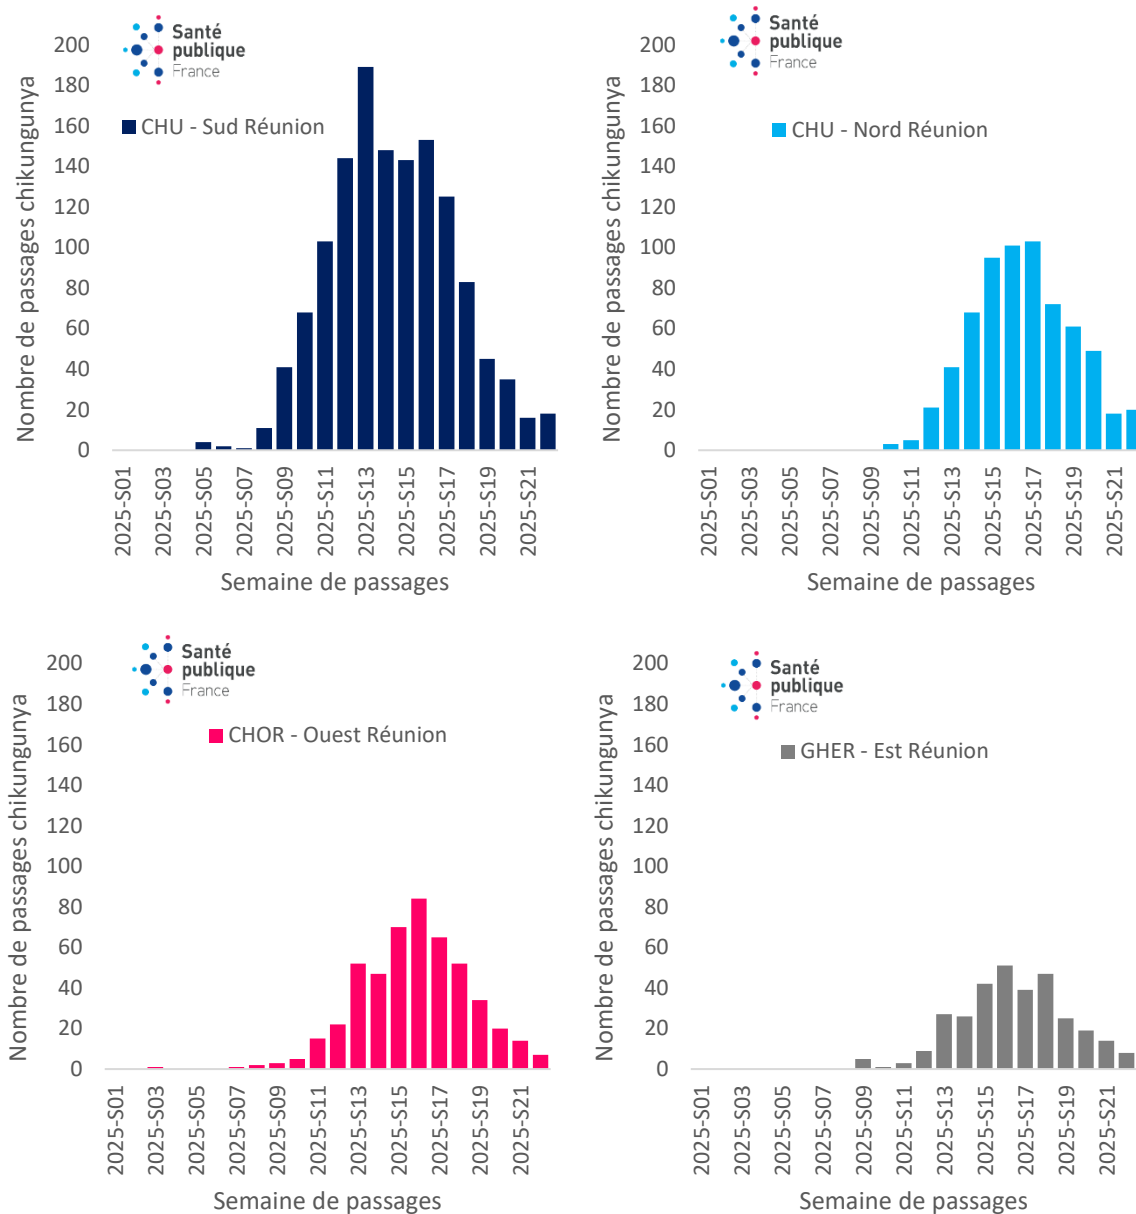 Santé
publique
France
CHU - Sud Réunion
Nombre de passages chikungunya
200
180
160
140
120
100
80
60
40
20
0
2025-S01
2025-S03
2025-S05
2025-S07
2025-S09
2025-S11
2025-S13
2025-S15
2025-S17
2025-S19
2025-S21
Semaine de passages
Santé
publique
France
CHU - Nord Réunion
Nombre de passages chikungunya
200
180
160
140
120
100
80
60
40
20
0
2025-S01
2025-S03
2025-S05
2025-S07
2025-S09
2025-S11
2025-S13
2025-S15
2025-S17
2025-S19
2025-S21
Semaine de passages
Santé
publique
France
CHOR - Ouest Réunion
Nombre de passages chikungunya
200
180
160
140
120
100
80
60
40
20
0
2025-S01
2025-S03
2025-S05
2025-S07
2025-S09
2025-S11
2025-S13
2025-S15
2025-S17
2025-S19
2025-S21
Semaine de passages
Santé
publique
France
GHER - Est Réunion
Nombre de passages chikungunya
200
180
160
140
120
100
80
60
40
20
0
2025-S01
2025-S03
2025-S05
2025-S07
2025-S09
2025-S11
2025-S13
2025-S15
2025-S17
2025-S19
2025-S21
Semaine de passages